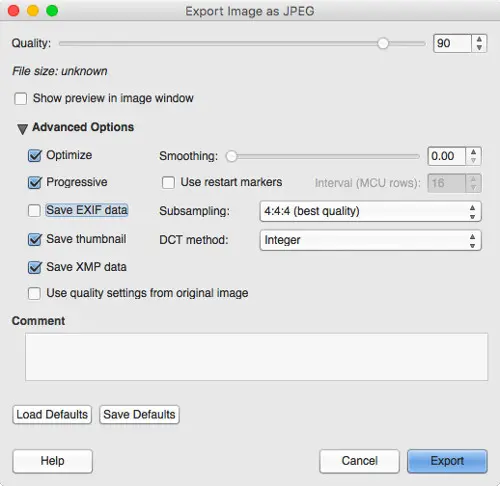 Export Image as JPEG
Quality: 90
File size: unknown
Show preview in image window
Advanced Options
Optimize Smoothing: 0.00
Progressive Use restart markers Interval (MCU rows): 16
Save EXIF data Subsampling: 4:4:4 (best quality)
Save thumbnail DCT method: Integer
Save XMP data
Use quality settings from original image
Comment
Load Defaults Save Defaults
Help Cancel Export